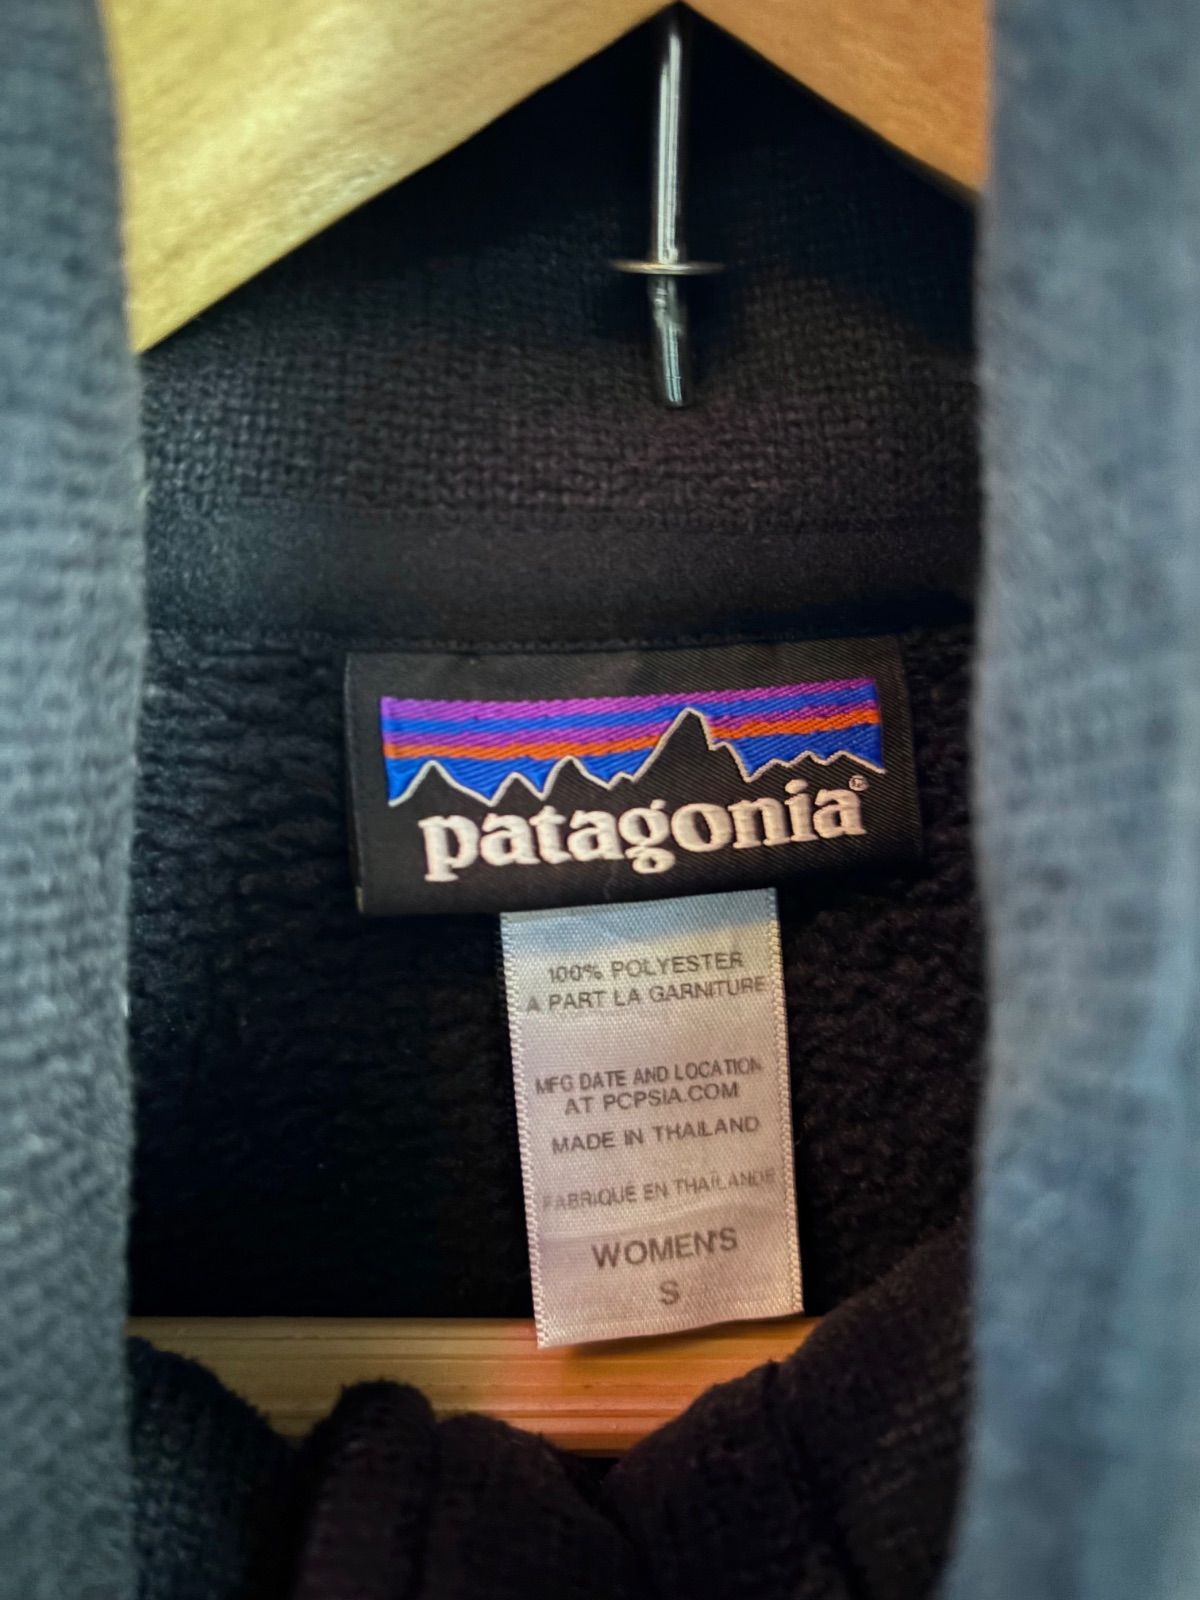 patagonia®
100% POLYESTER
A PART LA GARNITURE
MFG DATE AND LOCATION
AT PCPSIA.COM
MADE IN THAILAND
FABRIQUÉ EN THAÏLANDE
WOMEN'S
S